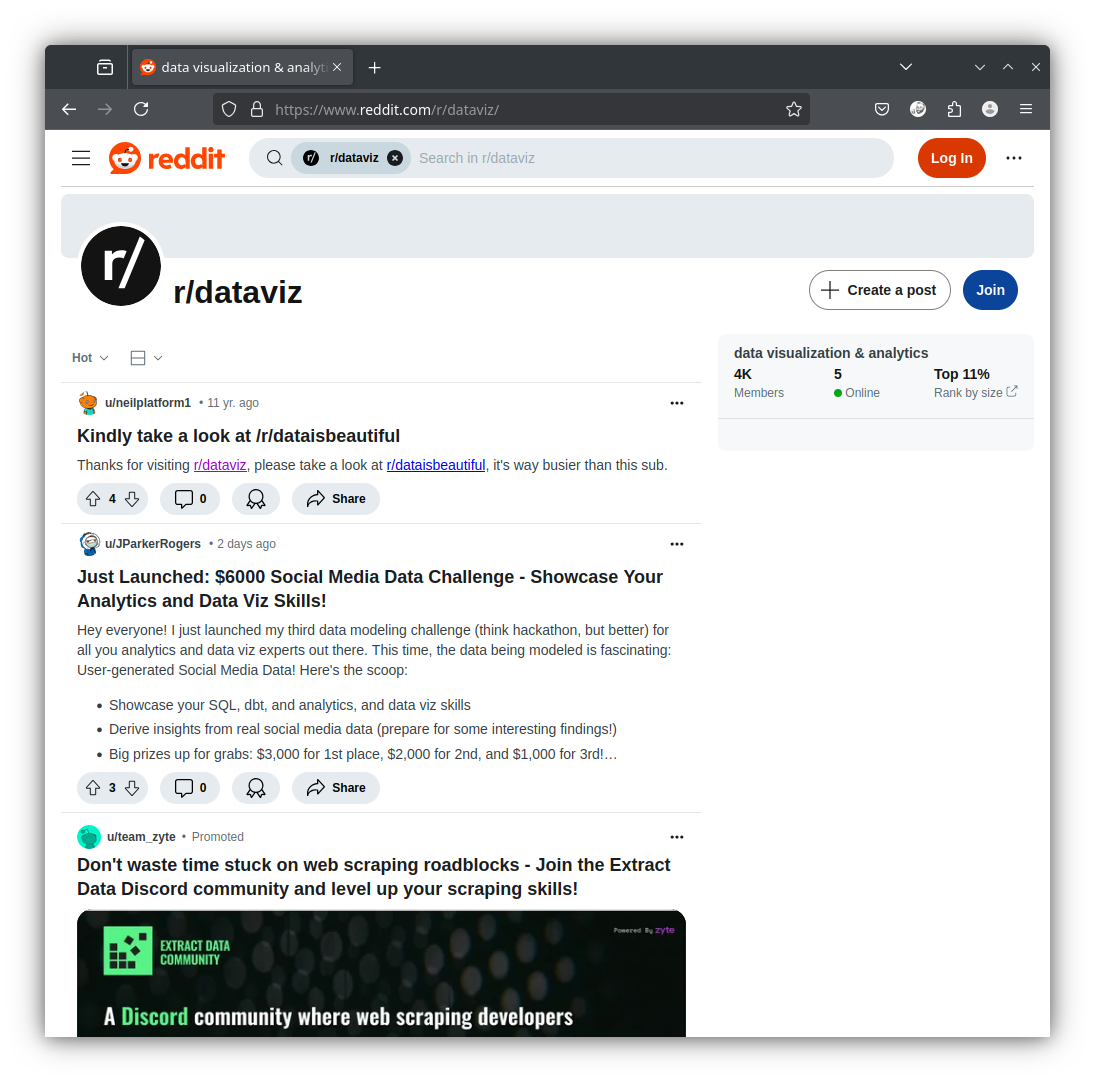 data visualization & analyti
https://www.reddit.com/r/dataviz/
reddit
r/ r/dataviz
Search in r/dataviz
Log In
r/
r/dataviz
Create a post
Join
Hot
data visualization & analytics
4K
5
Top 11%
Members
Online
Rank by size
u/neilplatform1 • 11 yr. ago
Kindly take a look at /r/dataisbeautiful
Thanks for visiting r/dataviz, please take a look at r/dataisbeautiful, it's way busier than this sub.
4
0
Share
u/JParkerRogers • 2 days ago
Just Launched: $6000 Social Media Data Challenge - Showcase Your
Analytics and Data Viz Skills!
Hey everyone! I just launched my third data modeling challenge (think hackathon, but better) for
all you analytics and data viz experts out there. This time, the data being modeled is fascinating:
User-generated Social Media Data! Here's the scoop:
• Showcase your SQL, dbt, and analytics, and data viz skills
• Derive insights from real social media data (prepare for some interesting findings!)
• Big prizes up for grabs: $3,000 for 1st place, $2,000 for 2nd, and $1,000 for 3rd!…
3
0
Share
u/team_zyte • Promoted
Don't waste time stuck on web scraping roadblocks - Join the Extract
Data Discord community and level up your scraping skills!
Powered By zyte
EXTRACT DATA
COMMUNITY
A Discord community where web scraping developers